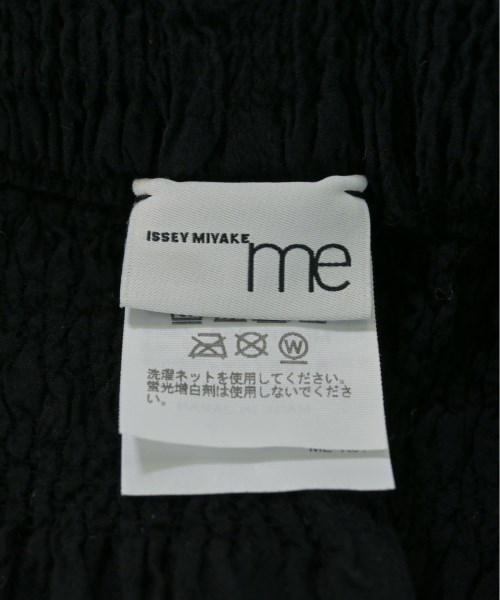 ISSEY MIYAKE me
W
洗濯ネットを使用してください。
蛍光増白剤は使用しないでくださ
い。